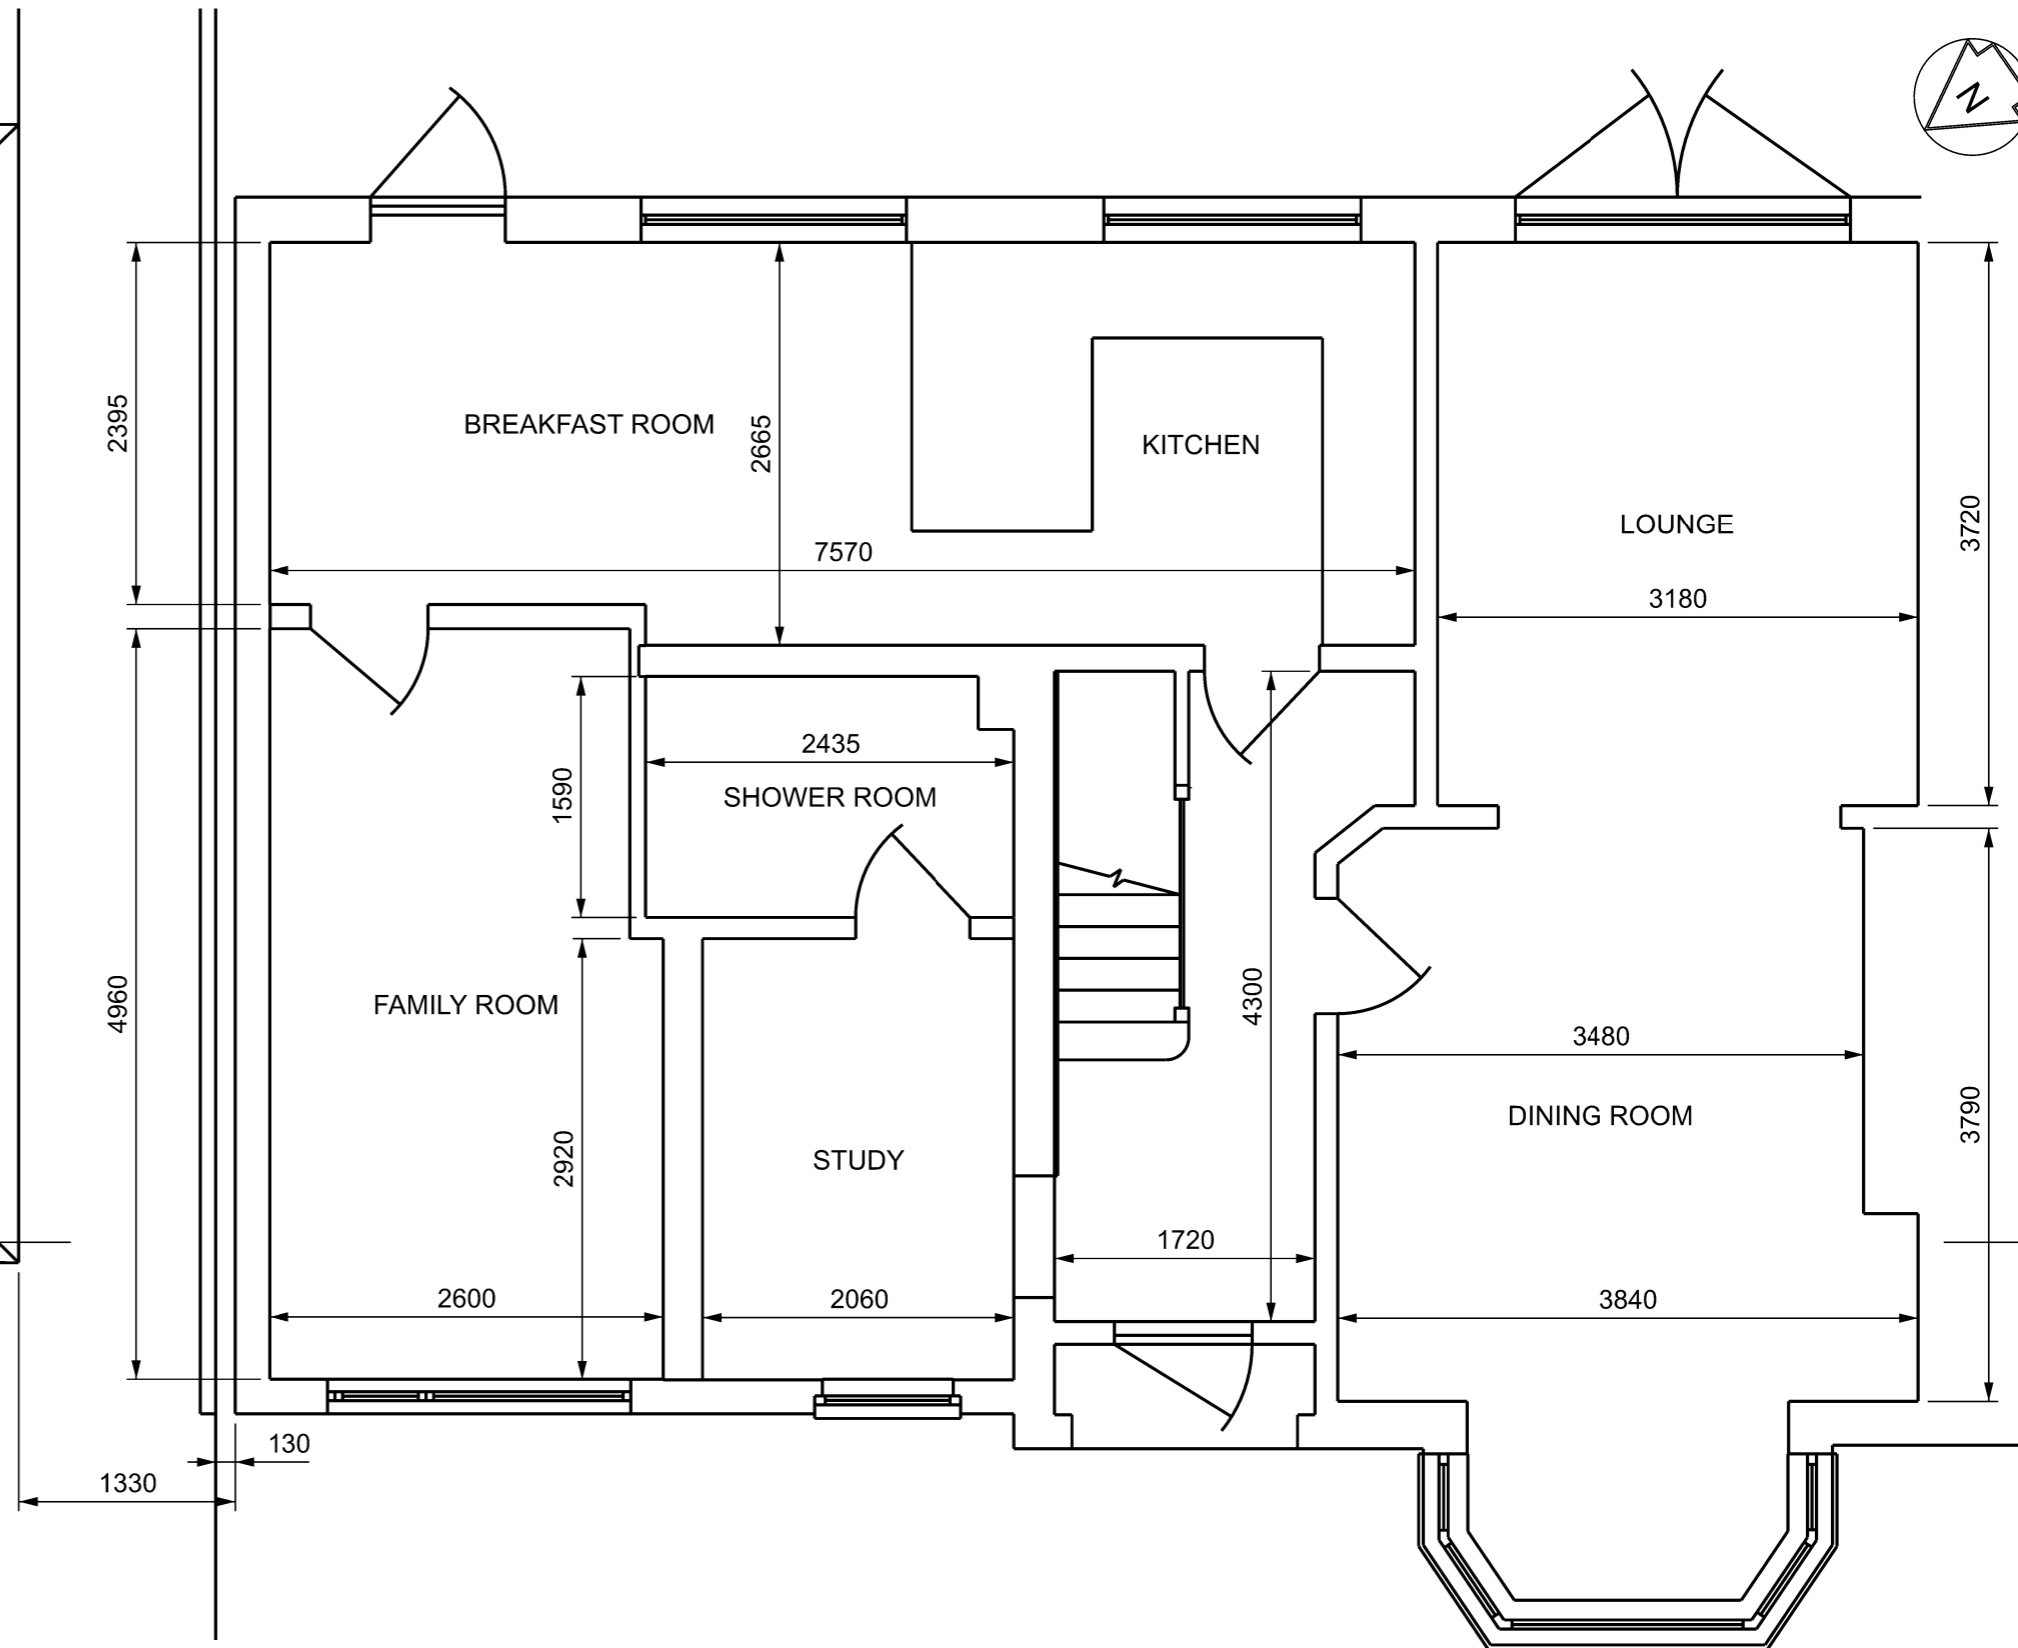 N
BREAKFAST ROOM
2395
2665
KITCHEN
LOUNGE
3720
7570
3180
2435
1590
SHOWER ROOM
4960
FAMILY ROOM
4300
3480
DINING ROOM
3790
2920
STUDY
1720
2600
2060
3840
130
1330